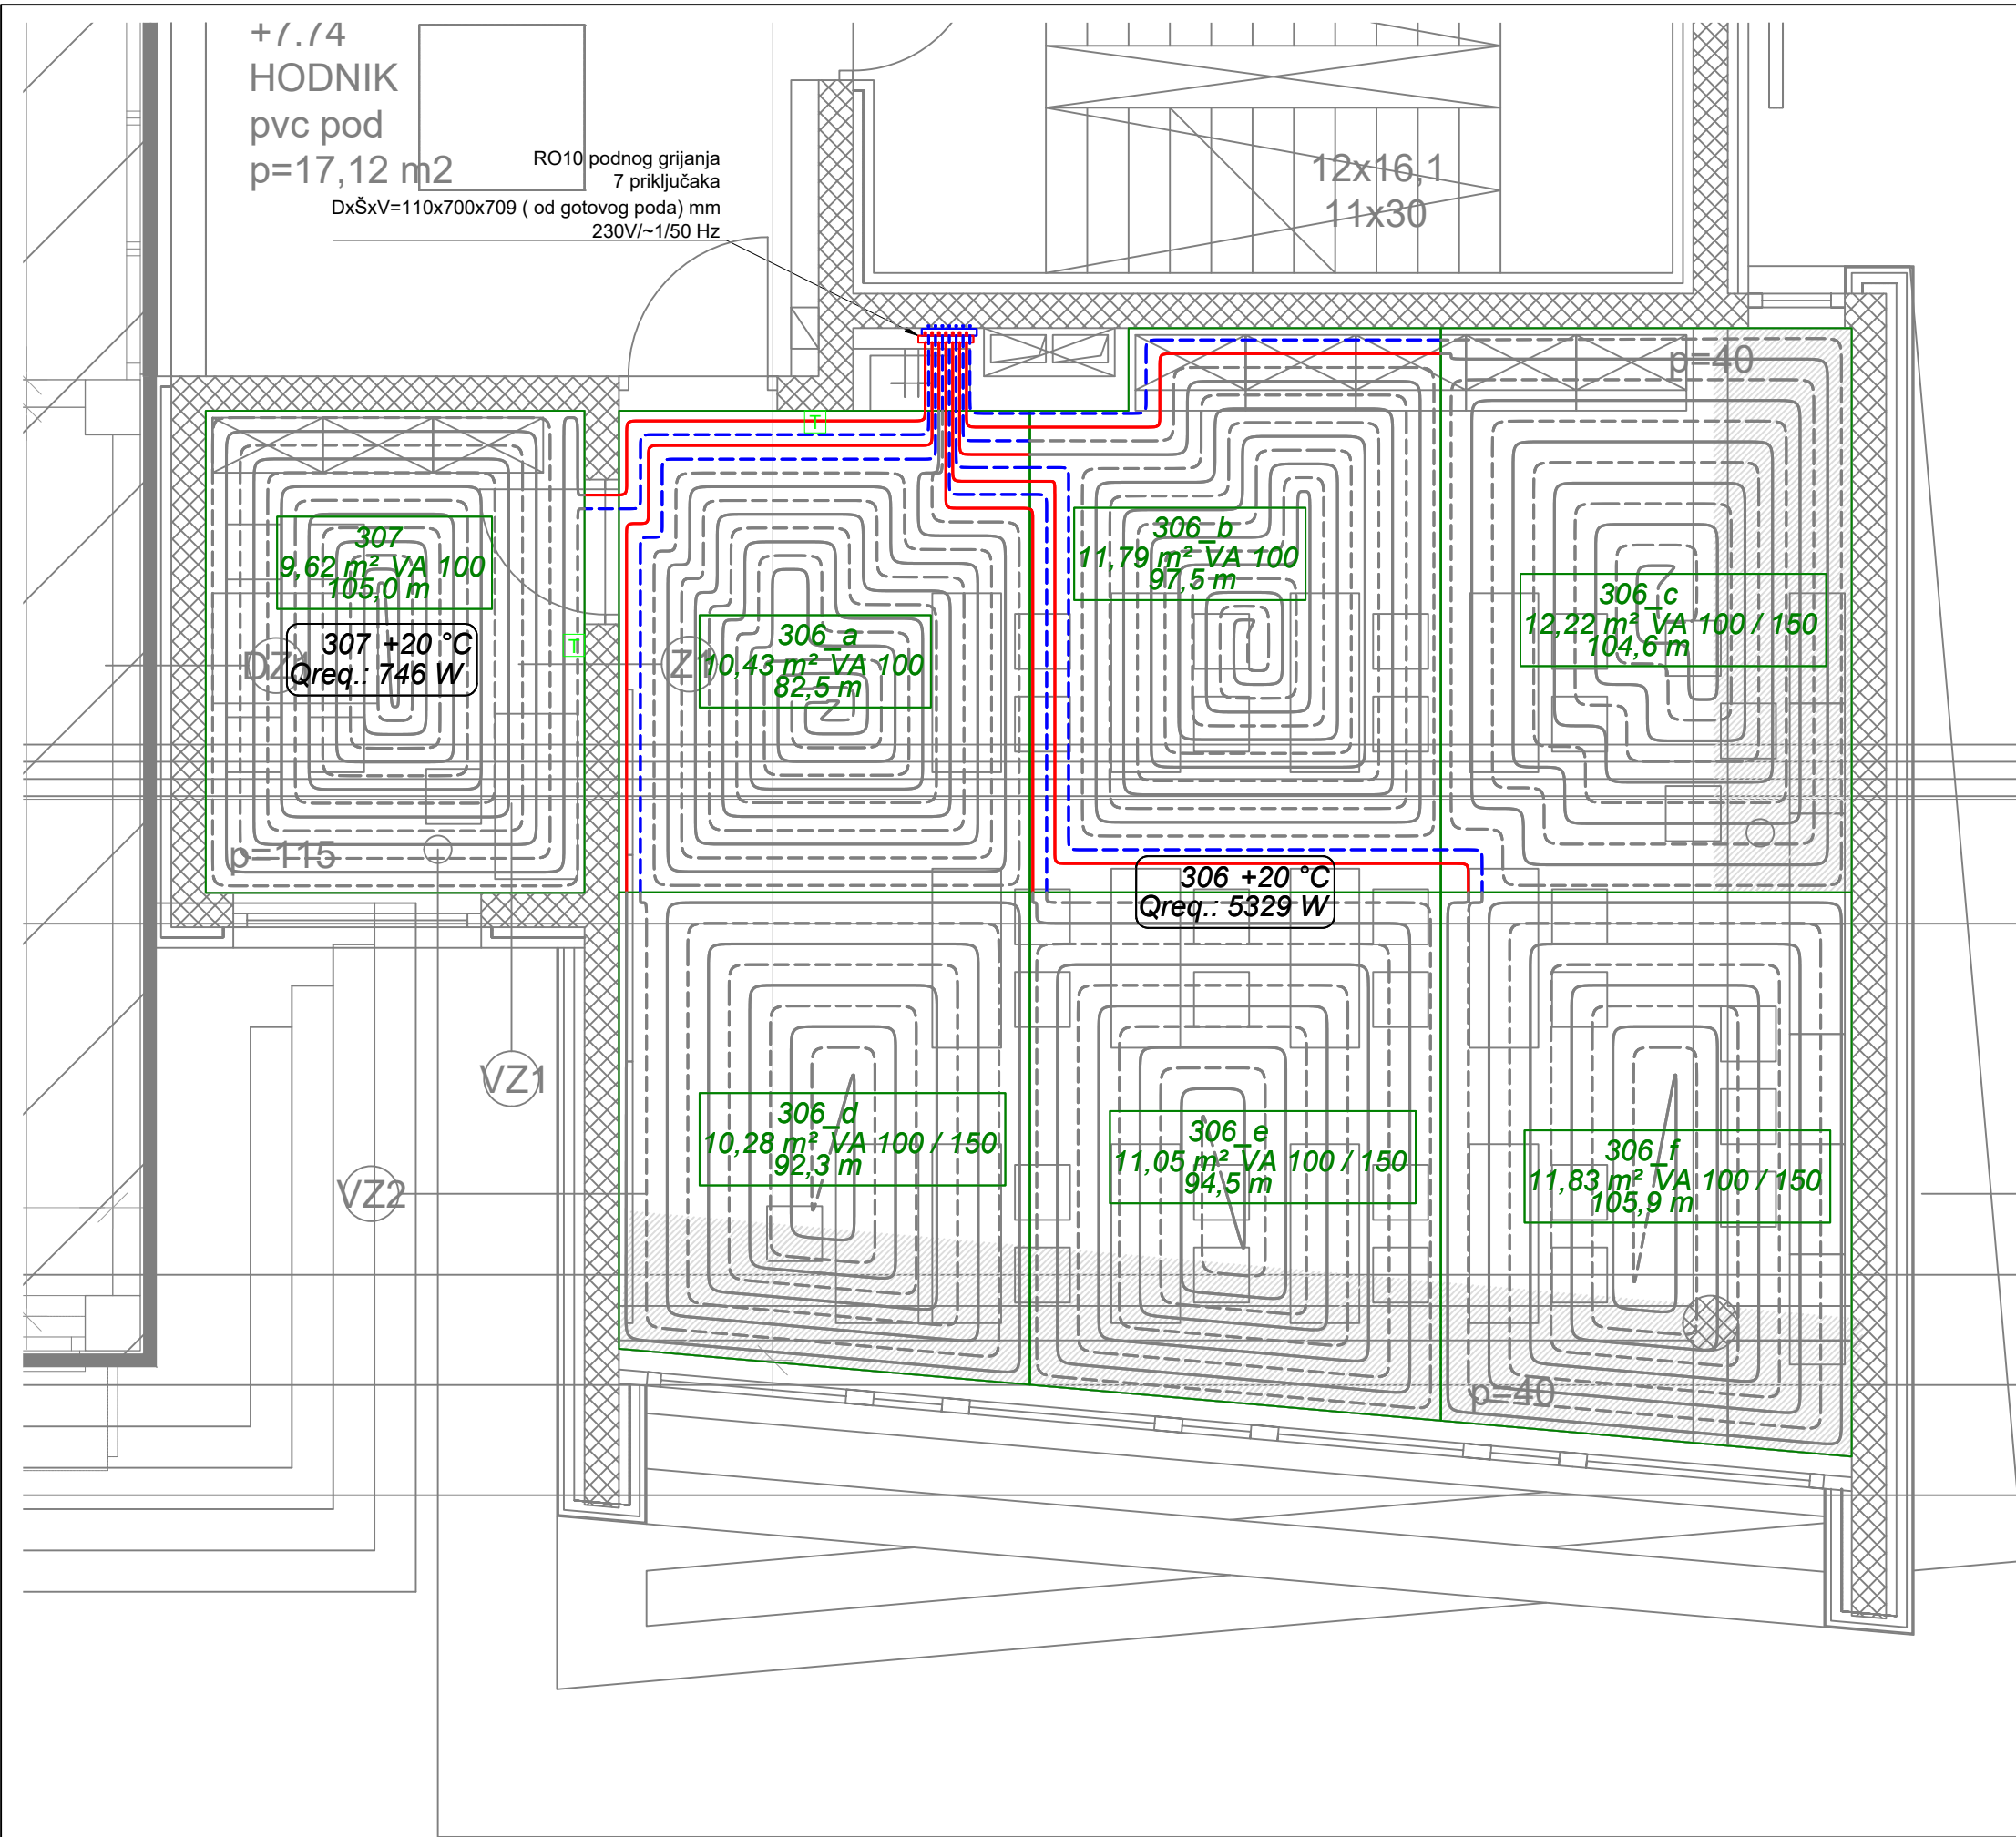 +7.74
HODNIK
pvc pod
p=17,12 m2
RO10 podnog grijanja
7 priključaka
DxŠxV=110x700x709 ( od gotovog poda) mm
230V/~1/50 Hz
12x16,1
11x30
p=40
T
307
9,62 m² VA 100
105,0 m
307 +20 °C
Qreq.: 746 W
DZ1
T
Z1
306_a
10,43 m² VA 100
82,5 m
306_b
11,79 m² VA 100
97,5 m
306_c
12,22 m² VA 100 / 150
104,6 m
p=115
306 +20 °C
Qreq.: 5329 W
VZ1
VZ2
306_d
10,28 m² VA 100 / 150
92,3 m
306_e
11,05 m² VA 100 / 150
94,5 m
306_f
11,83 m² VA 100 / 150
105,9 m
p=40